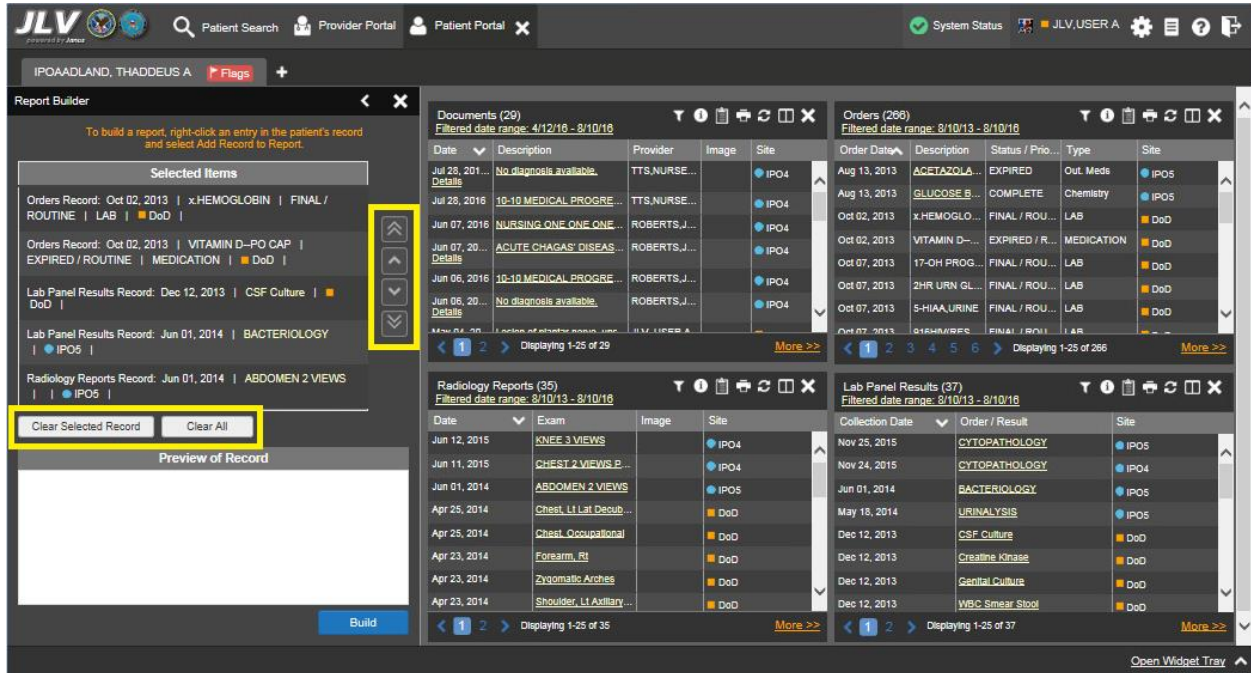 JLV
powered by Janus
Patient Search
Provider Portal
Patient Portal
System Status
JLV,USER A
IPOAADLAND, THADDEUS A
Flags
Report Builder
To build a report, right-click an entry in the patient's record
and select Add Record to Report.
Selected Items
Orders Record: Oct 02, 2013 | x.HEMOGLOBIN | FINAL /
ROUTINE | LAB | DoD |
Orders Record: Oct 02, 2013 | VITAMIN D--PO CAP |
EXPIRED / ROUTINE | MEDICATION | DoD |
Lab Panel Results Record: Dec 12, 2013 | CSF Culture |
DoD |
Lab Panel Results Record: Jun 01, 2014 | BACTERIOLOGY
| IPO5 |
Radiology Reports Record: Jun 01, 2014 | ABDOMEN 2 VIEWS
| | IPO5 |
Clear Selected Record
Clear All
Preview of Record
Build
Documents (29)
Filtered date range: 4/12/16 - 8/10/16
Date Description Provider Image Site
Jul 28, 201... No diagnosis available. TTS,NURSE... IPO4
Details
Jul 28, 2016 10-10 MEDICAL PROGRE... TTS,NURSE... IPO4
Jun 07, 2016 NURSING ONE ONE ONE... ROBERTS,J... IPO4
Jun 07, 20... ACUTE CHAGAS' DISEAS... ROBERTS,J... IPO4
Details
Jun 06, 2016 10-10 MEDICAL PROGRE... ROBERTS,J... IPO4
Jun 06, 20... No diagnosis available. ROBERTS,J... IPO4
Details
1 2 Displaying 1-25 of 29 More >>
Orders (266)
Filtered date range: 8/10/13 - 8/10/16
Order Date Description Status / Prio... Type Site
Aug 13, 2013 ACETAZOLA... EXPIRED Out. Meds IPO5
Aug 13, 2013 GLUCOSE B... COMPLETE Chemistry IPO5
Oct 02, 2013 x.HEMOGLO... FINAL / ROU... LAB DoD
Oct 02, 2013 VITAMIN D--... EXPIRED / R... MEDICATION DoD
Oct 07, 2013 17-OH PROG... FINAL / ROU... LAB DoD
Oct 07, 2013 2HR URN GL... FINAL / ROU... LAB DoD
Oct 07, 2013 5-HIAA,URINE FINAL / ROU... LAB DoD
1 2 3 4 5 6 Displaying 1-25 of 266 More >>
Radiology Reports (35)
Filtered date range: 8/10/13 - 8/10/16
Date Exam Image Site
Jun 12, 2015 KNEE 3 VIEWS IPO4
Jun 11, 2015 CHEST 2 VIEWS P... IPO4
Jun 01, 2014 ABDOMEN 2 VIEWS IPO5
Apr 25, 2014 Chest, Lt Lat Decub... DoD
Apr 25, 2014 Chest, Occupational DoD
Apr 23, 2014 Forearm, Rt DoD
Apr 23, 2014 Zygomatic Arches DoD
Apr 23, 2014 Shoulder, Lt Axillary... DoD
1 2 Displaying 1-25 of 35 More >>
Lab Panel Results (37)
Filtered date range: 8/10/13 - 8/10/16
Collection Date Order / Result Site
Nov 25, 2015 CYTOPATHOLOGY IPO5
Nov 24, 2015 CYTOPATHOLOGY IPO4
Jun 01, 2014 BACTERIOLOGY IPO5
May 18, 2014 URINALYSIS IPO5
Dec 12, 2013 CSF Culture DoD
Dec 12, 2013 Creatine Kinase DoD
Dec 12, 2013 Genital Culture DoD
Dec 12, 2013 WBC Smear Stool DoD
1 2 Displaying 1-25 of 37 More >>
Open Widget Tray